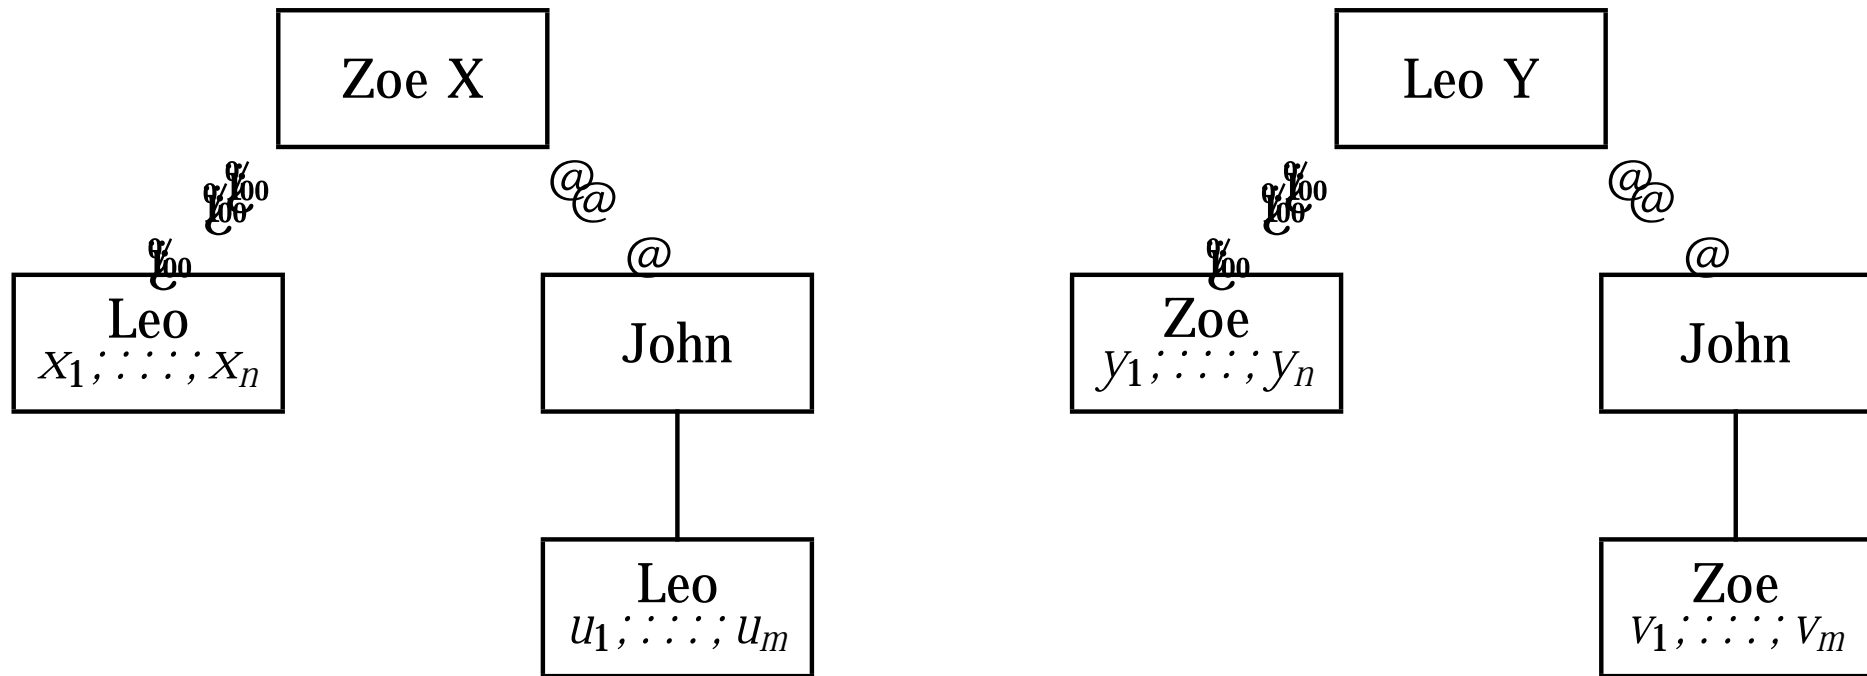 Zoe X
Leo Y
@
@
@
@
@
@
Leo
x1; : : : ; xn
John
Zoe
y1; : : : ; yn
John
Leo
u1; : : : ; um
Zoe
v1; : : : ; vm